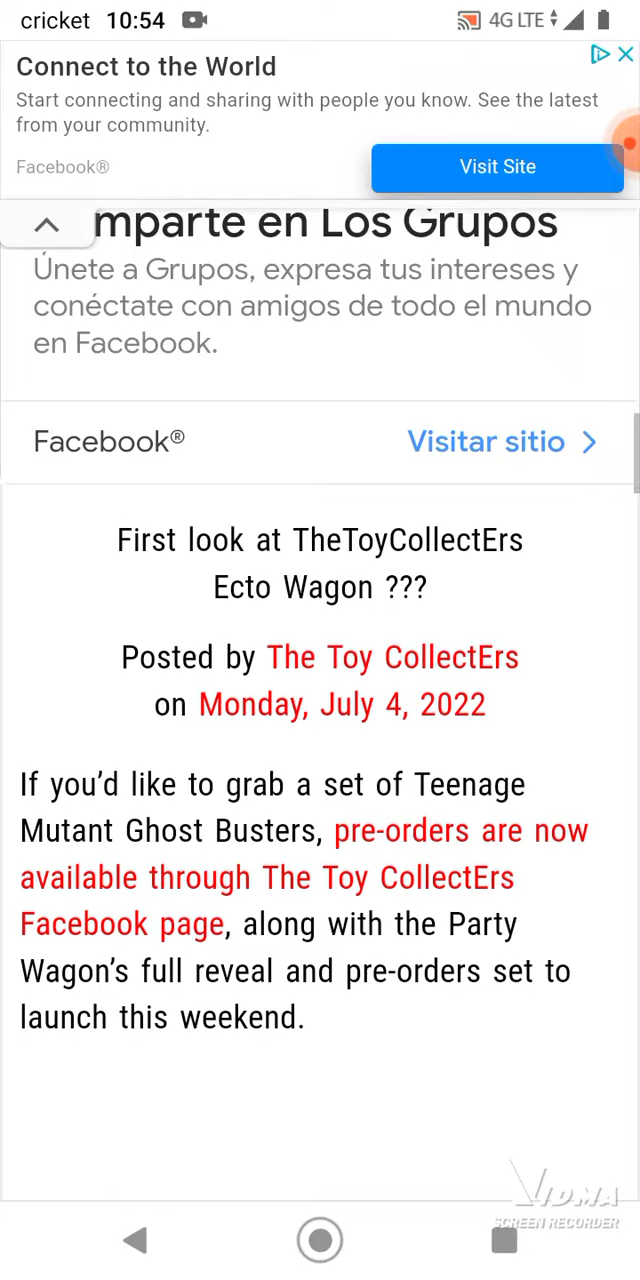 cricket 10:54 4G LTE
Connect to the World
Start connecting and sharing with people you know. See the latest
from your community.
Facebook® Visit Site
mparte en Los Grupos
Únete a Grupos, expresa tus intereses y
conéctate con amigos de todo el mundo
en Facebook.
Facebook® Visitar sitio
First look at TheToyCollectErs
Ecto Wagon ???
Posted by The Toy CollectErs
on Monday, July 4, 2022
If you’d like to grab a set of Teenage
Mutant Ghost Busters, pre-orders are now
available through The Toy CollectErs
Facebook page, along with the Party
Wagon’s full reveal and pre-orders set to
launch this weekend.
VIDMA
SCREEN RECORDER